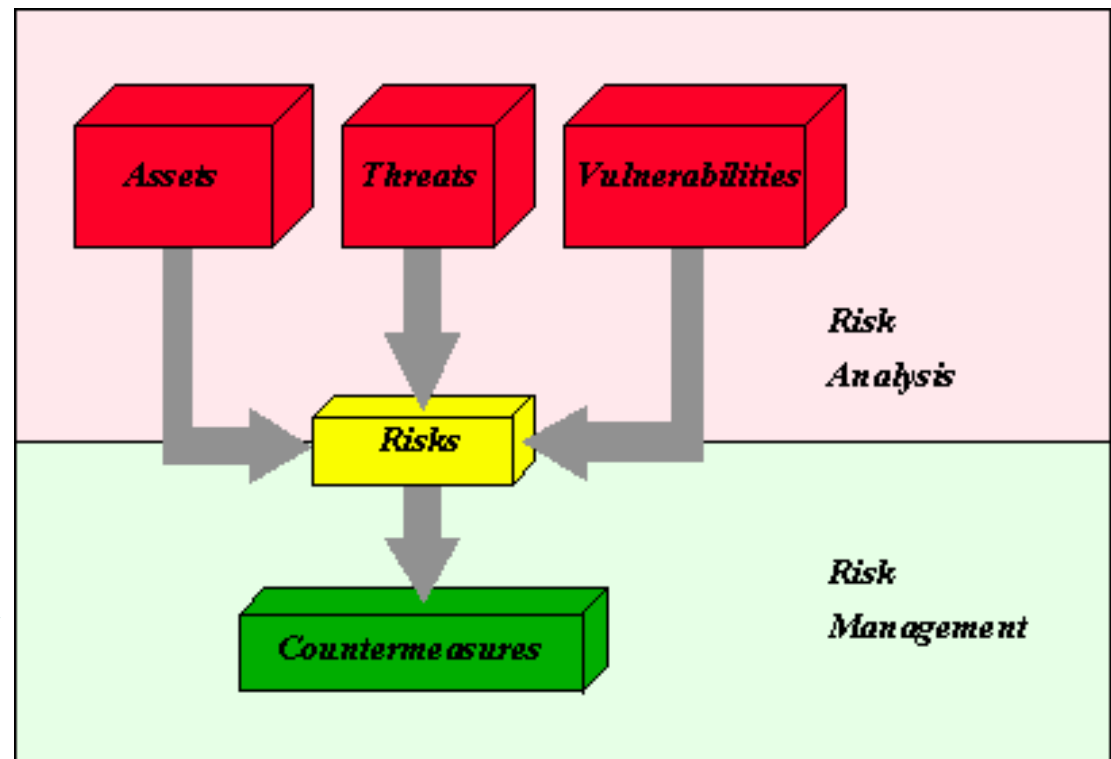 Assets
Threats
Vulnerabilities
Risk
Analysis
Risks
Risk
Management
Countermeasures